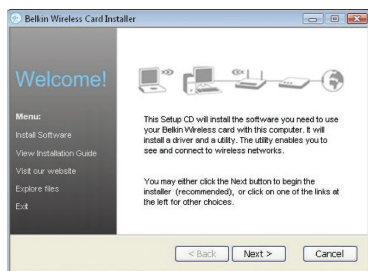 Belkin Wireless Card Installer
Welcome!
Menu:
Install Software
View Installation Guide
Visit our website
Explore files
Exit
This Setup CD will install the software you need to use
your Belkin Wireless card with this computer. It will
install a driver and a utility. The utility enables you to
see and connect to wireless networks.
You may either click the Next button to begin the
installer (recommended), or click on one of the links at
the left for other choices.
< Back
Next >
Cancel